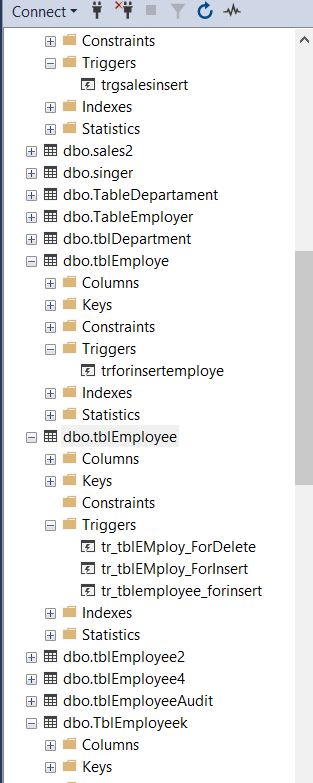 Connect
Constraints
Triggers
trgsalesinsert
Indexes
Statistics
dbo.sales2
dbo.singer
dbo.TableDepartament
dbo.TableEmployer
dbo.tblDepartment
dbo.tblEmploye
Columns
Keys
Constraints
Triggers
trforinsertemploye
Indexes
Statistics
dbo.tblEmployee
Columns
Keys
Constraints
Triggers
tr_tblEMploy_ForDelete
tr_tblEMploy_ForInsert
tr_tblemployee_forinsert
Indexes
Statistics
dbo.tblEmployee2
dbo.tblEmployee4
dbo.tblEmployeeAudit
dbo.TblEmployeek
Columns
Keys